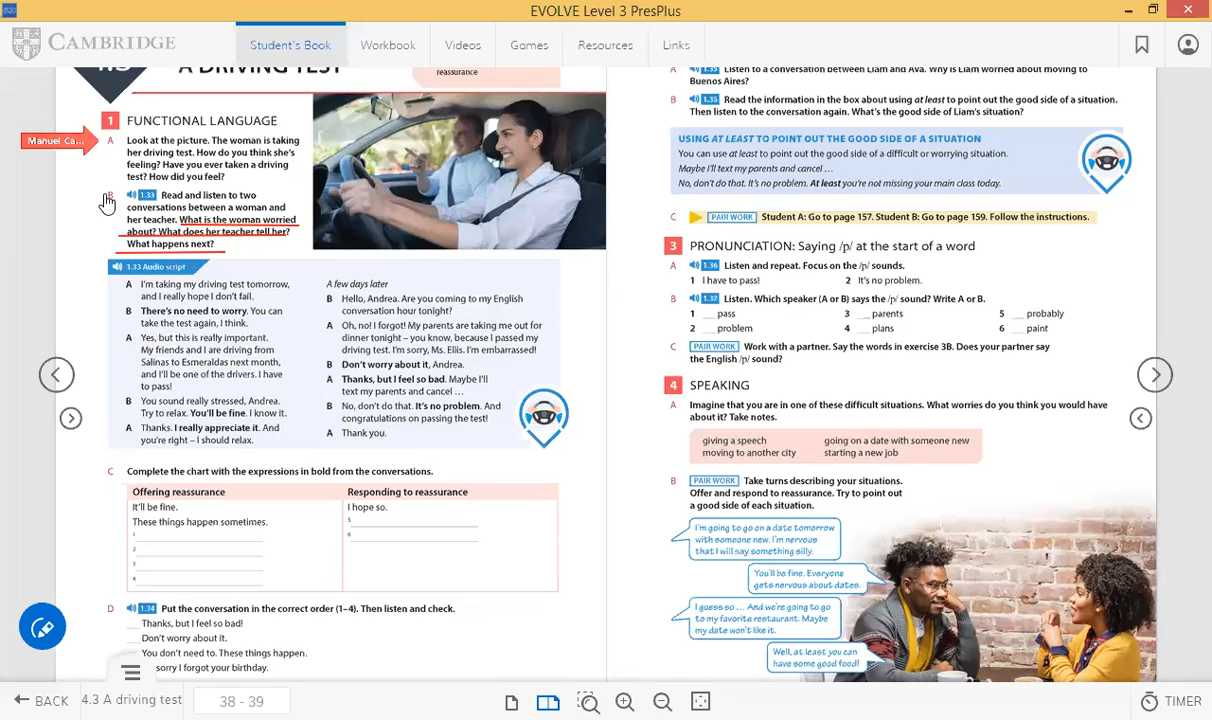 EVOLVE Level 3 PresPlus
CAMBRIDGE
Student's Book
Workbook
Videos
Games
Resources
Links
A DRIVING TEST
reassurance
1 FUNCTIONAL LANGUAGE
Manuel Ca...
A Look at the picture. The woman is taking
her driving test. How do you think she's
feeling? Have you ever taken a driving
test? How did you feel?
B 1.33 Read and listen to two
conversations between a woman and
her teacher. What is the woman worried
about? What does her teacher tell her?
What happens next?
1.33 Audio script
A I'm taking my driving test tomorrow,
and I really hope I don't fail.
B There's no need to worry. You can
take the test again, I think.
A Yes, but this is really important.
My friends and I are driving from
Salinas to Esmeraldas next month,
and I'll be one of the drivers. I have
to pass!
B You sound really stressed, Andrea.
Try to relax. You'll be fine. I know it.
A Thanks. I really appreciate it. And
you're right – I should relax.
A few days later
B Hello, Andrea. Are you coming to my English
conversation hour tonight?
A Oh, no! I forgot! My parents are taking me out for
dinner tonight – you know, because I passed my
driving test. I'm sorry, Ms. Ellis. I'm embarrassed!
B Don't worry about it, Andrea.
A Thanks, but I feel so bad. Maybe I'll
text my parents and cancel …
B No, don't do that. It's no problem. And
congratulations on passing the test!
A Thank you.
C Complete the chart with the expressions in bold from the conversations.
Offering reassurance
It'll be fine.
These things happen sometimes.
1
2
3
4
Responding to reassurance
I hope so.
5
6
D 1.34 Put the conversation in the correct order (1–4). Then listen and check.
Thanks, but I feel so bad!
Don't worry about it.
You don't need to. These things happen.
sorry I forgot your birthday.
A 1.35 Listen to a conversation between Liam and Ava. Why is Liam worried about moving to
Buenos Aires?
B 1.35 Read the information in the box about using at least to point out the good side of a situation.
Then listen to the conversation again. What's the good side of Liam's situation?
USING AT LEAST TO POINT OUT THE GOOD SIDE OF A SITUATION
You can use at least to point out the good side of a difficult or worrying situation.
Maybe I'll text my parents and cancel …
No, don't do that. It's no problem. At least you're not missing your main class today.
C PAIR WORK Student A: Go to page 157. Student B: Go to page 159. Follow the instructions.
3 PRONUNCIATION: Saying /p/ at the start of a word
A 1.36 Listen and repeat. Focus on the /p/ sounds.
1 I have to pass! 2 It's no problem.
B 1.37 Listen. Which speaker (A or B) says the /p/ sound? Write A or B.
1 ___ pass 3 ___ parents 5 ___ probably
2 ___ problem 4 ___ plans 6 ___ paint
C PAIR WORK Work with a partner. Say the words in exercise 3B. Does your partner say
the English /p/ sound?
4 SPEAKING
A Imagine that you are in one of these difficult situations. What worries do you think you would have
about it? Take notes.
giving a speech going on a date with someone new
moving to another city starting a new job
B PAIR WORK Take turns describing your situations.
Offer and respond to reassurance. Try to point out
a good side of each situation.
I'm going to go on a date tomorrow
with someone new. I'm nervous
that I will say something silly.
You'll be fine. Everyone
gets nervous about dates.
I guess so … And we're going to go
to my favorite restaurant. Maybe
my date won't like it.
Well, at least you can
have some good food!
BACK
4.3 A driving test
38 - 39
TIMER